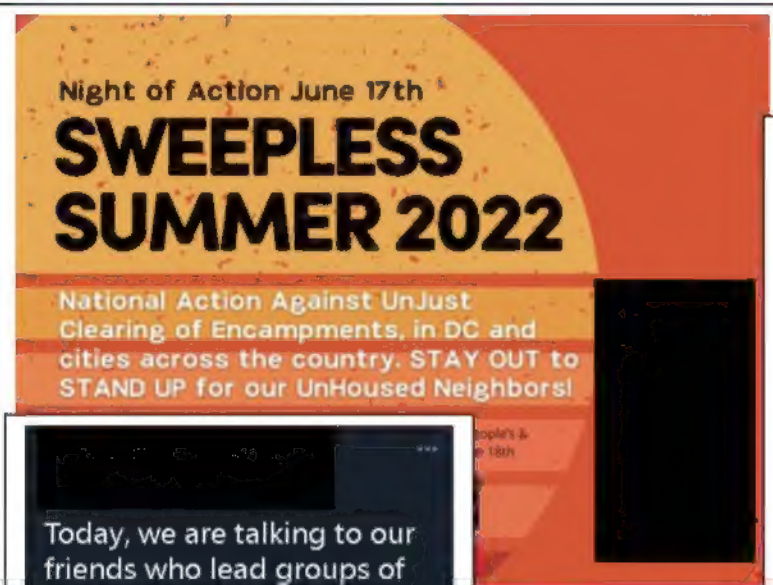 Night of Action June 17th
SWEEPLESS
SUMMER 2022
National Action Against UnJust
Clearing of Encampments, in DC and
cities across the country. STAY OUT to
STAND UP for our UnHoused Neighbors!
18th
Today, we are talking to our
friends who lead groups of